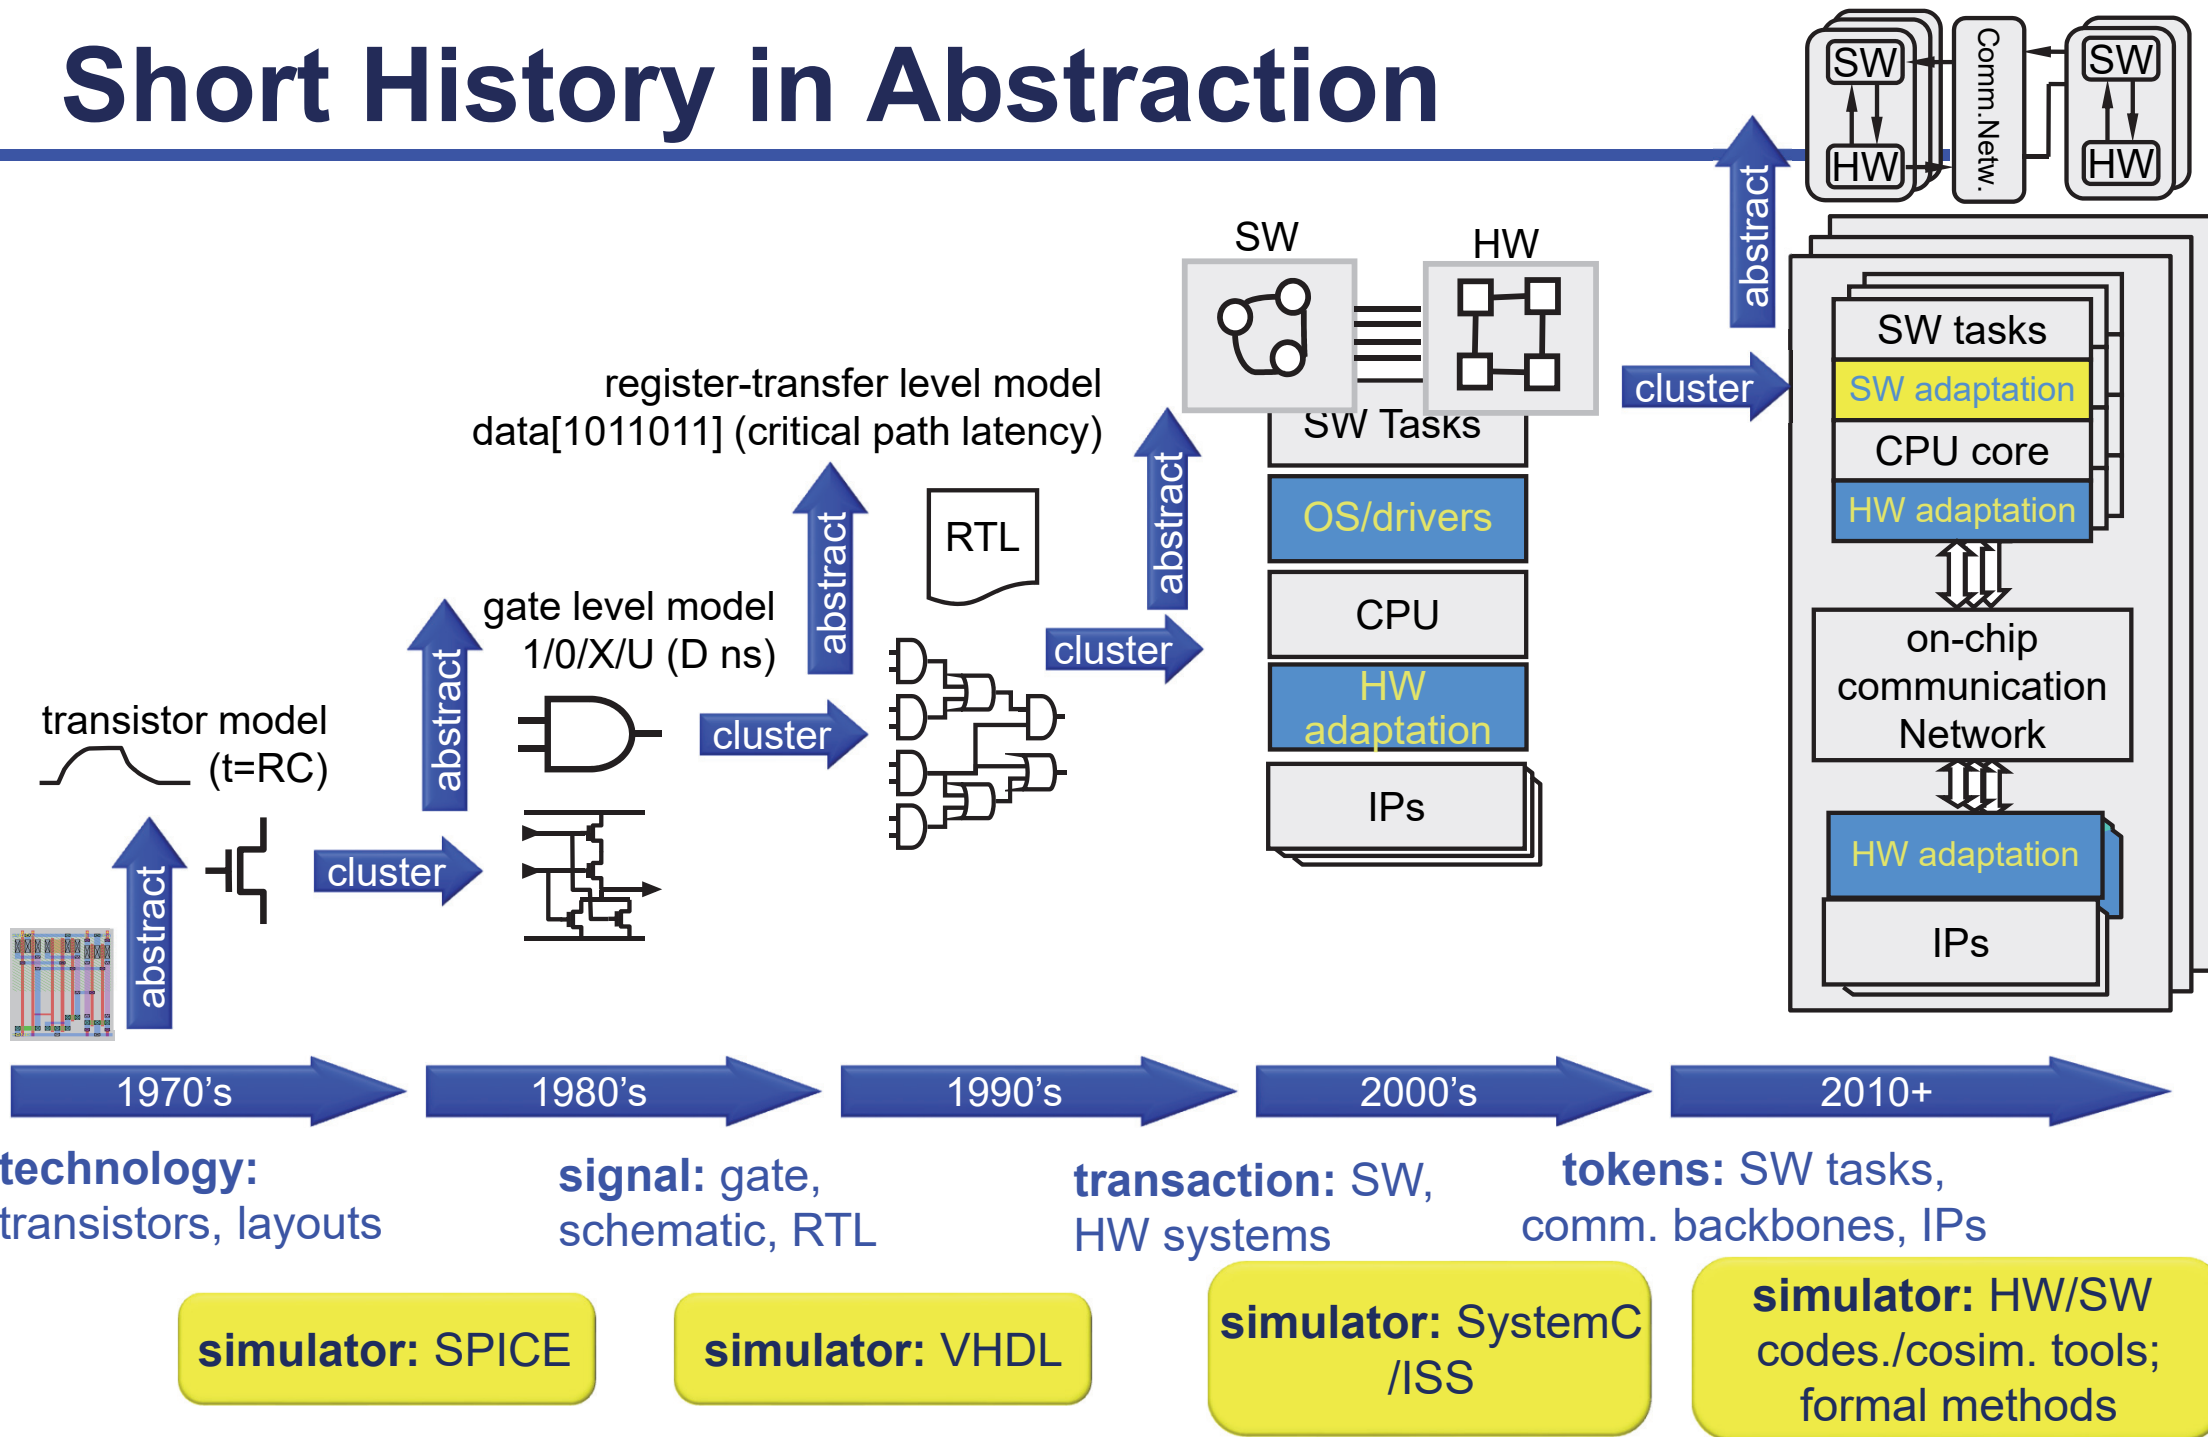 Short History in Abstraction
SW
HW
Comm.Netw.
SW
HW
abstract
SW
HW
SW Tasks
OS/drivers
CPU
HW
adaptation
IPs
cluster
SW tasks
SW adaptation
CPU core
HW adaptation
on-chip
communication
Network
HW adaptation
IPs
register-transfer level model
data[1011011] (critical path latency)
abstract
RTL
abstract
cluster
gate level model
1/0/X/U (D ns)
abstract
cluster
transistor model
(t=RC)
abstract
cluster
1970’s
1980’s
1990’s
2000’s
2010+
technology:
transistors, layouts
signal: gate,
schematic, RTL
transaction: SW,
HW systems
tokens: SW tasks,
comm. backbones, IPs
simulator: SPICE
simulator: VHDL
simulator: SystemC
/ISS
simulator: HW/SW
codes./cosim. tools;
formal methods